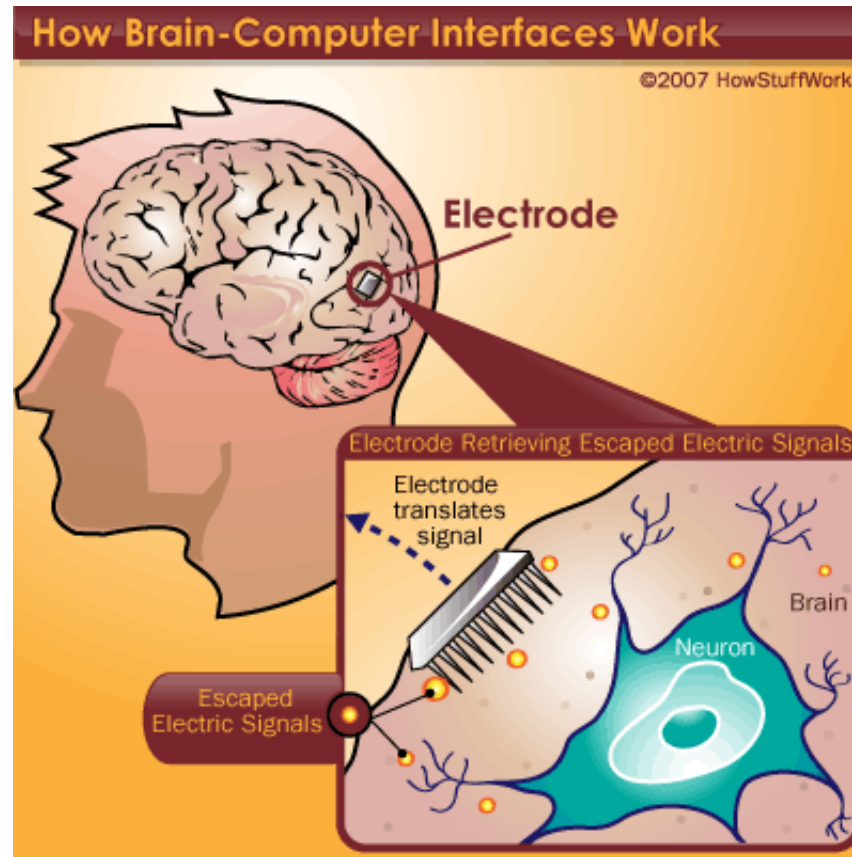 How Brain-Computer Interfaces Work
©2007 HowStuffWork
Electrode
Electrode Retrieving Escaped Electric Signals
Electrode
translates
signal
Brain
Neuron
Escaped
Electric Signals